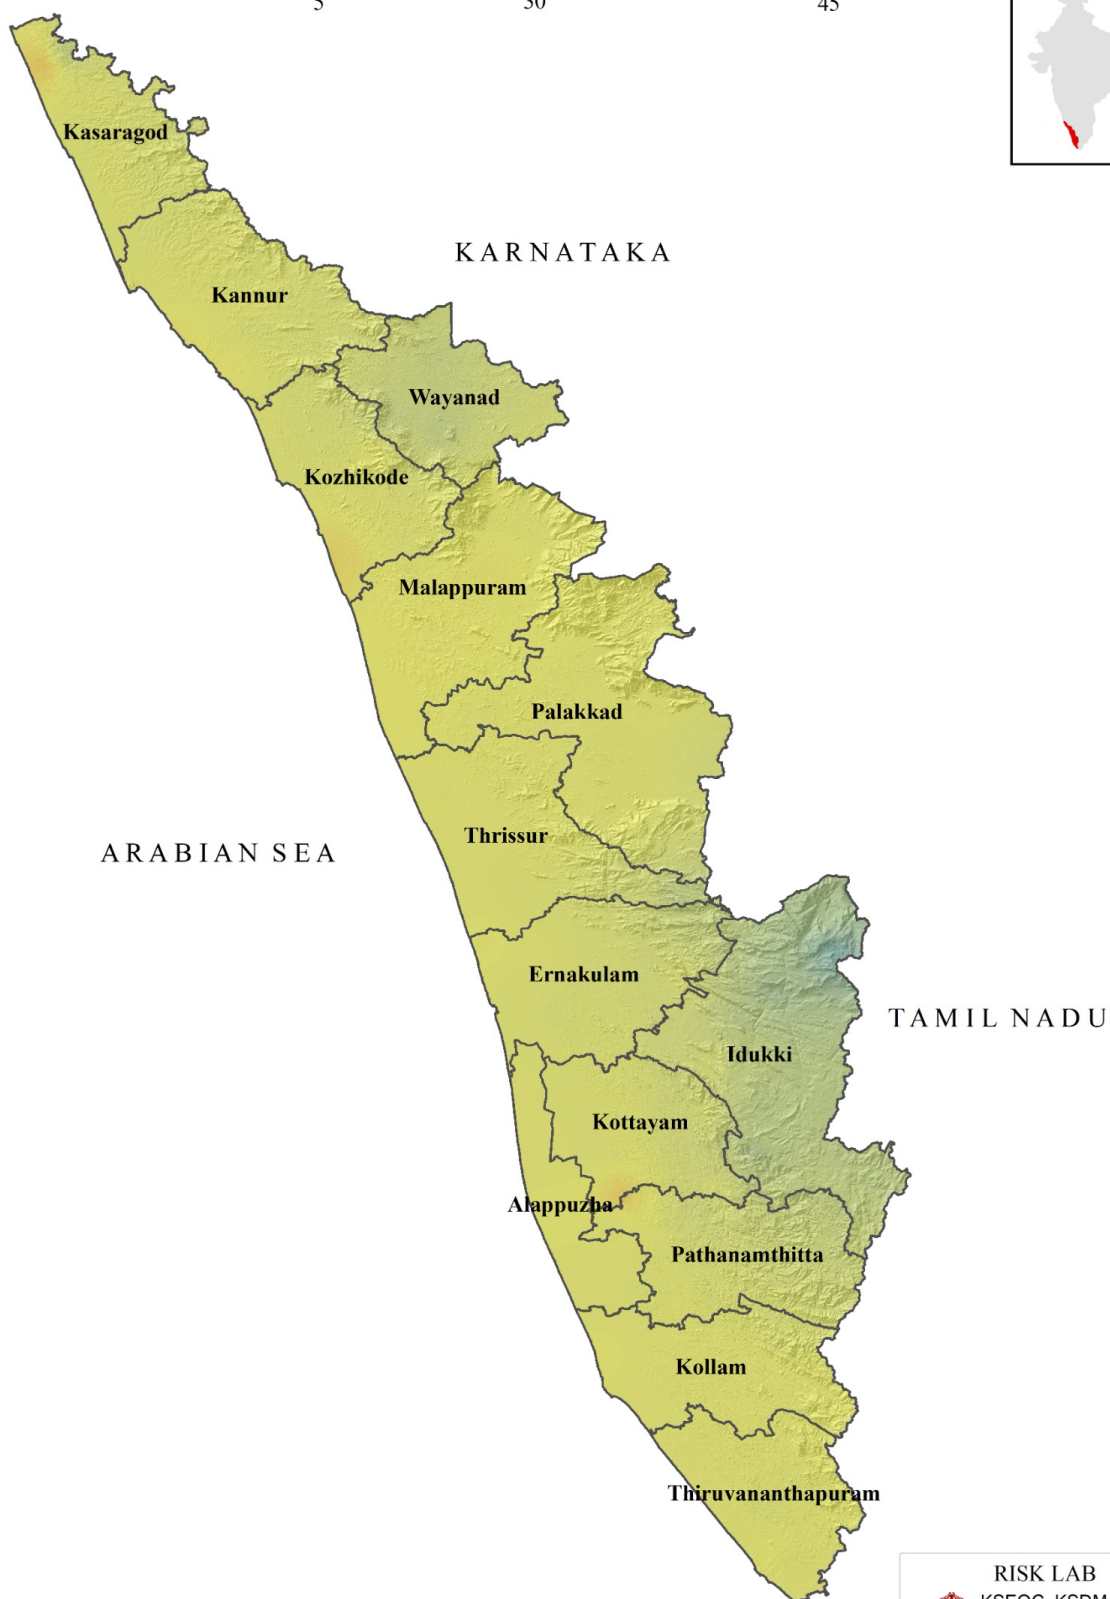 30
45
Kasaragod
KARNATAKA
Kannur
Wayanad
Kozhikode
Malappuram
Palakkad
Thrissur
ARABIAN SEA
Ernakulam
TAMIL NADU
Idukki
Kottayam
Alappuzha
Pathanamthitta
Kollam
Thiruvananthapuram
RISK LAB